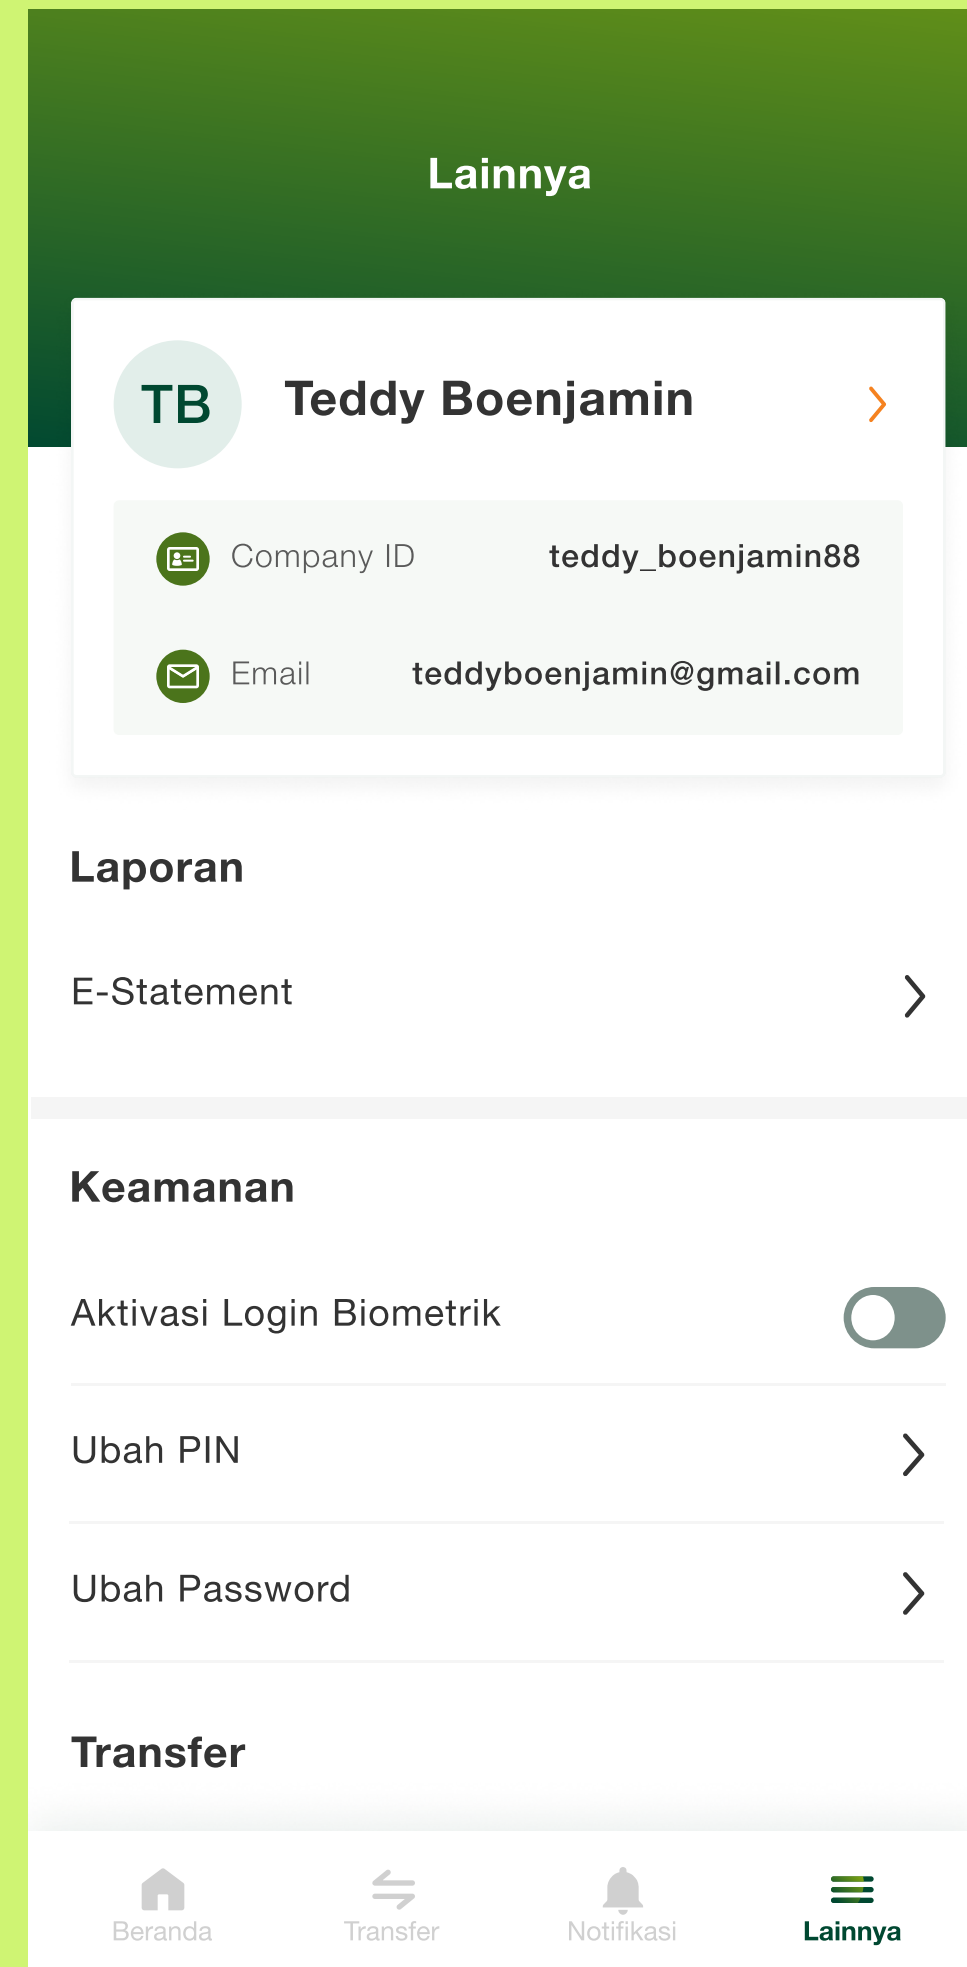 Lainnya
TB
Teddy Boenjamin
Company ID teddy_boenjamin88
Email teddyboenjamin@gmail.com
Laporan
E-Statement
Keamanan
Aktivasi Login Biometrik
Ubah PIN
Ubah Password
Transfer
Beranda Transfer Notifikasi Lainnya